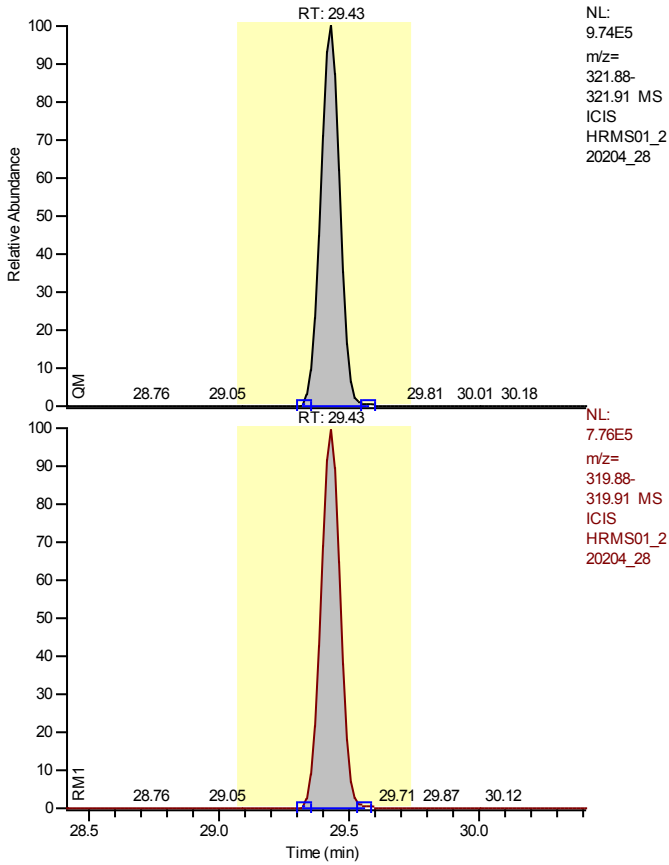 RT: 29.43
NL:
9.74E5
m/z=
321.88-
321.91 MS
ICIS
HRMS01_2
20204_28
100
90
80
70
60
50
40
30
20
10
0
Relative Abundance
QM
28.76 29.05 29.81 30.01 30.18
RT: 29.43
NL:
7.76E5
m/z=
319.88-
319.91 MS
ICIS
HRMS01_2
20204_28
100
90
80
70
60
50
40
30
20
10
0
RM1
28.76 29.05 29.71 29.87 30.12
28.5 29.0 29.5 30.0
Time (min)